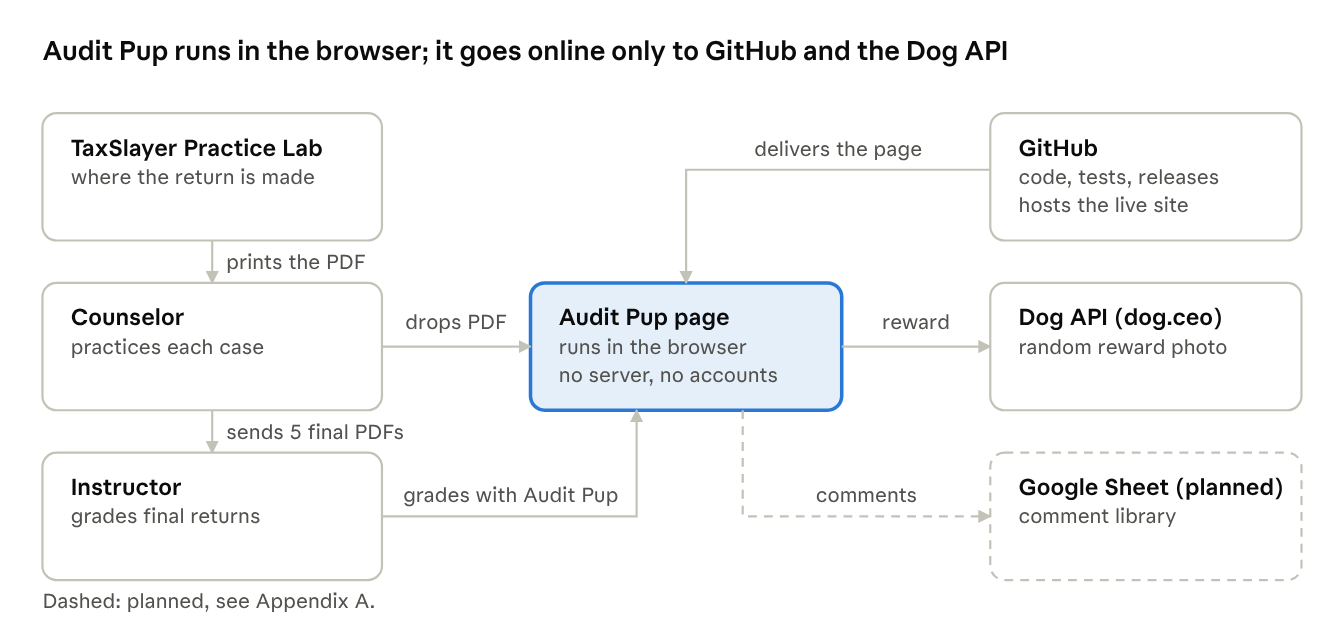 Audit Pup runs in the browser; it goes online only to GitHub and the Dog API
TaxSlayer Practice Lab
where the return is made
delivers the page
GitHub
code, tests, releases
hosts the live site
prints the PDF
Counselor
practices each case
drops PDF
Audit Pup page
runs in the browser
no server, no accounts
reward
Dog API (dog.ceo)
random reward photo
sends 5 final PDFs
Instructor
grades final returns
grades with Audit Pup
comments
Google Sheet (planned)
comment library
Dashed: planned, see Appendix A.